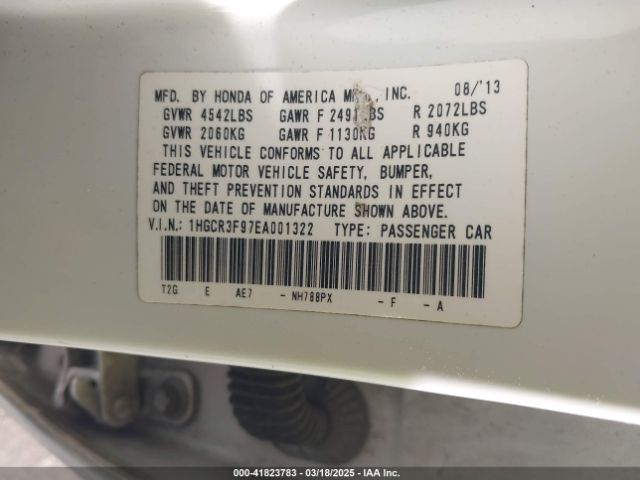 MFD. BY HONDA OF AMERICA INC. 08/'13
GVWR 4542LBS GAWR F R 2072LBS
GVWR 2060KG GAWR F 1130KG R 940KG
THIS VEHICLE CONFORMS TO ALL APPLICABLE
FEDERAL MOTOR VEHICLE SAFETY, BUMPER,
AND THEFT PREVENTION STANDARDS IN EFFECT
ON THE DATE OF MANUFACTURE SHOWN ABOVE.
V.I.N.: 1HGCR3F97EA001322 TYPE: PASSENGER CAR
T2G E AE7 - NH788PX - F - A
000-41823783 / 03/18/2025 - IAA Inc.